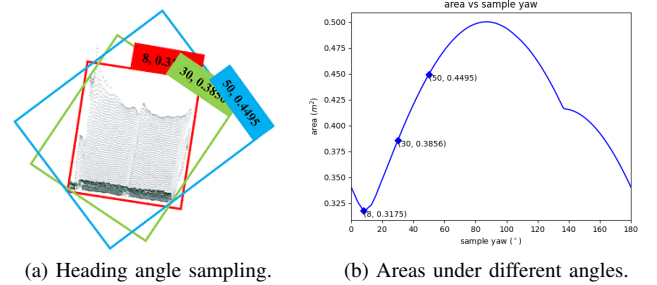 8, 0.3
30, 0.3856
50, 0.4495
(a) Heading angle sampling.
area vs sample yaw
0.500
0.475
0.450
0.425
0.400
0.375
0.350
0.325
area (m²)
(50, 0.4495)
(30, 0.3856)
(8, 0.3175)
0 20 40 60 80 100 120 140 160 180
sample yaw (°)
(b) Areas under different angles.